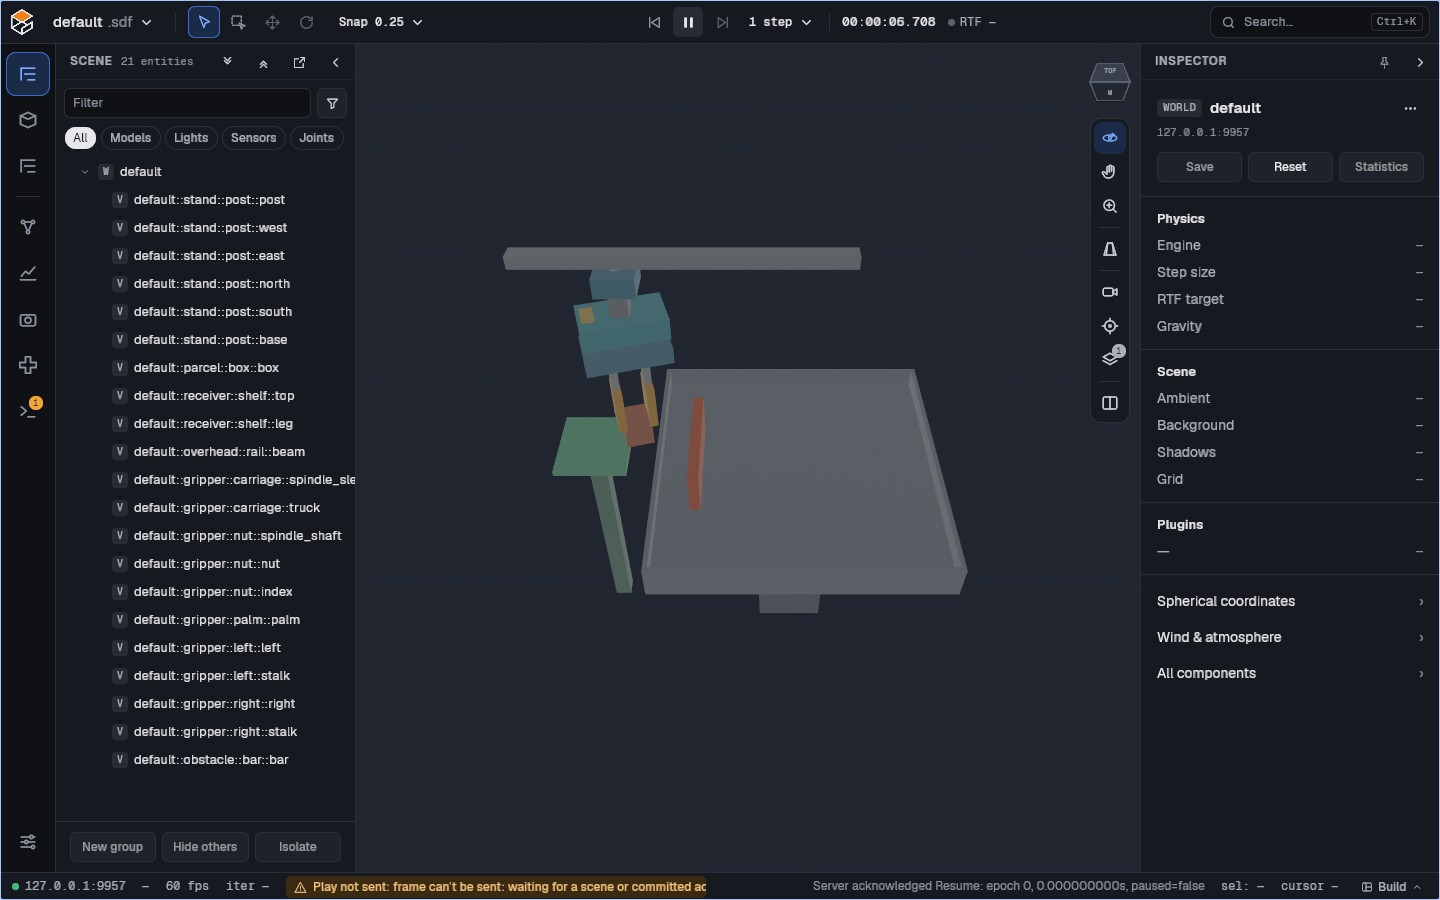 default .sdf
Snap 0.25
1 step
00:00:06.708
RTF –
Search...
Ctrl+K
SCENE 21 entities
Filter
All
Models
Lights
Sensors
Joints
W default
V default::stand::post::post
V default::stand::post::west
V default::stand::post::east
V default::stand::post::north
V default::stand::post::south
V default::stand::post::base
V default::parcel::box::box
V default::receiver::shelf::top
V default::receiver::shelf::leg
V default::overhead::rail::beam
V default::gripper::carriage::spindle_sle
V default::gripper::carriage::truck
V default::gripper::nut::spindle_shaft
V default::gripper::nut::nut
V default::gripper::nut::index
V default::gripper::palm::palm
V default::gripper::left::left
V default::gripper::left::stalk
V default::gripper::right::right
V default::gripper::right::stalk
V default::obstacle::bar::bar
New group
Hide others
Isolate
1
TOP
1
INSPECTOR
WORLD default
127.0.0.1:9957
Save
Reset
Statistics
Physics
Engine –
Step size –
RTF target –
Gravity –
Scene
Ambient –
Background –
Shadows –
Grid –
Plugins
— –
Spherical coordinates
Wind & atmosphere
All components
127.0.0.1:9957 – 60 fps iter –
Play not sent: frame can't be sent: waiting for a scene or committed ac
Server acknowledged Resume: epoch 0, 0.000000000s, paused=false
sel: –
cursor –
Build